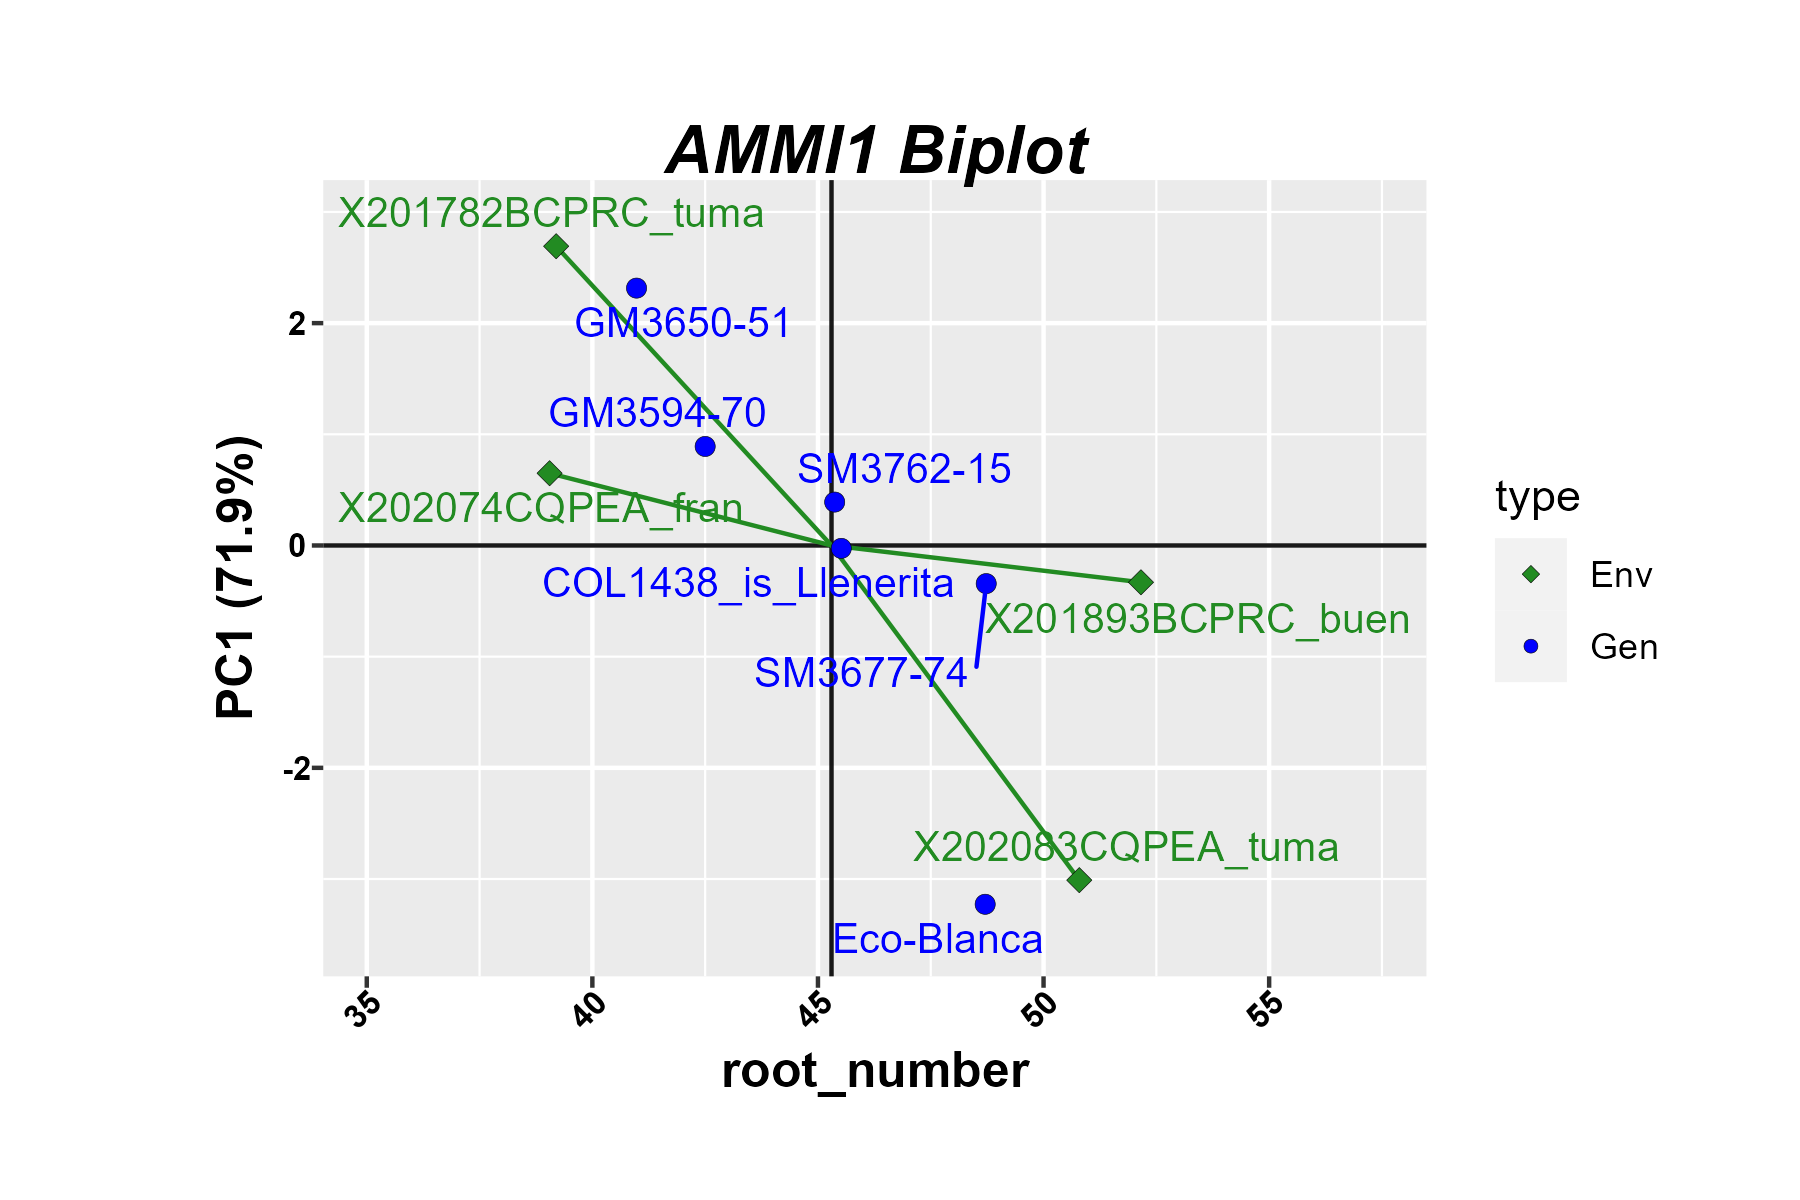 AMMI1 Biplot
X201782BCPRC_tuma
GM3650-51
2
GM3594-70
PC1 (71.9%)
SM3762-15
type
X202074CQPEA_fran
0
Env
COL1438_is_Llenerita
X201893BCPRC_buen
Gen
SM3677-74
-2
X202083CQPEA_tuma
Eco-Blanca
35 40 45 50 55
root_number